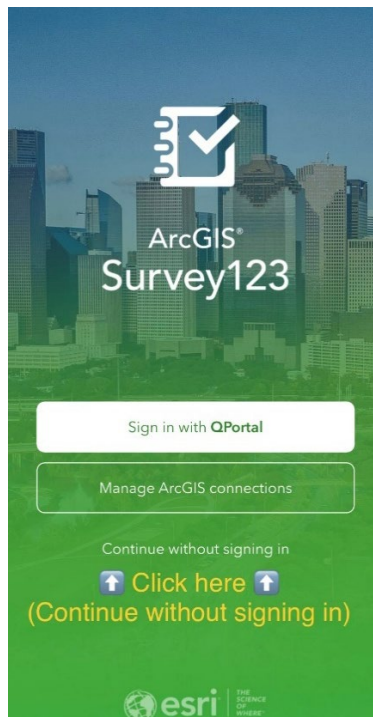 ArcGIS®
Survey123
Sign in with QPortal
Manage ArcGIS connections
Continue without signing in
⬆️ Click here ⬆️
(Continue without signing in)
esri
THE
SCIENCE
OF
WHERE™